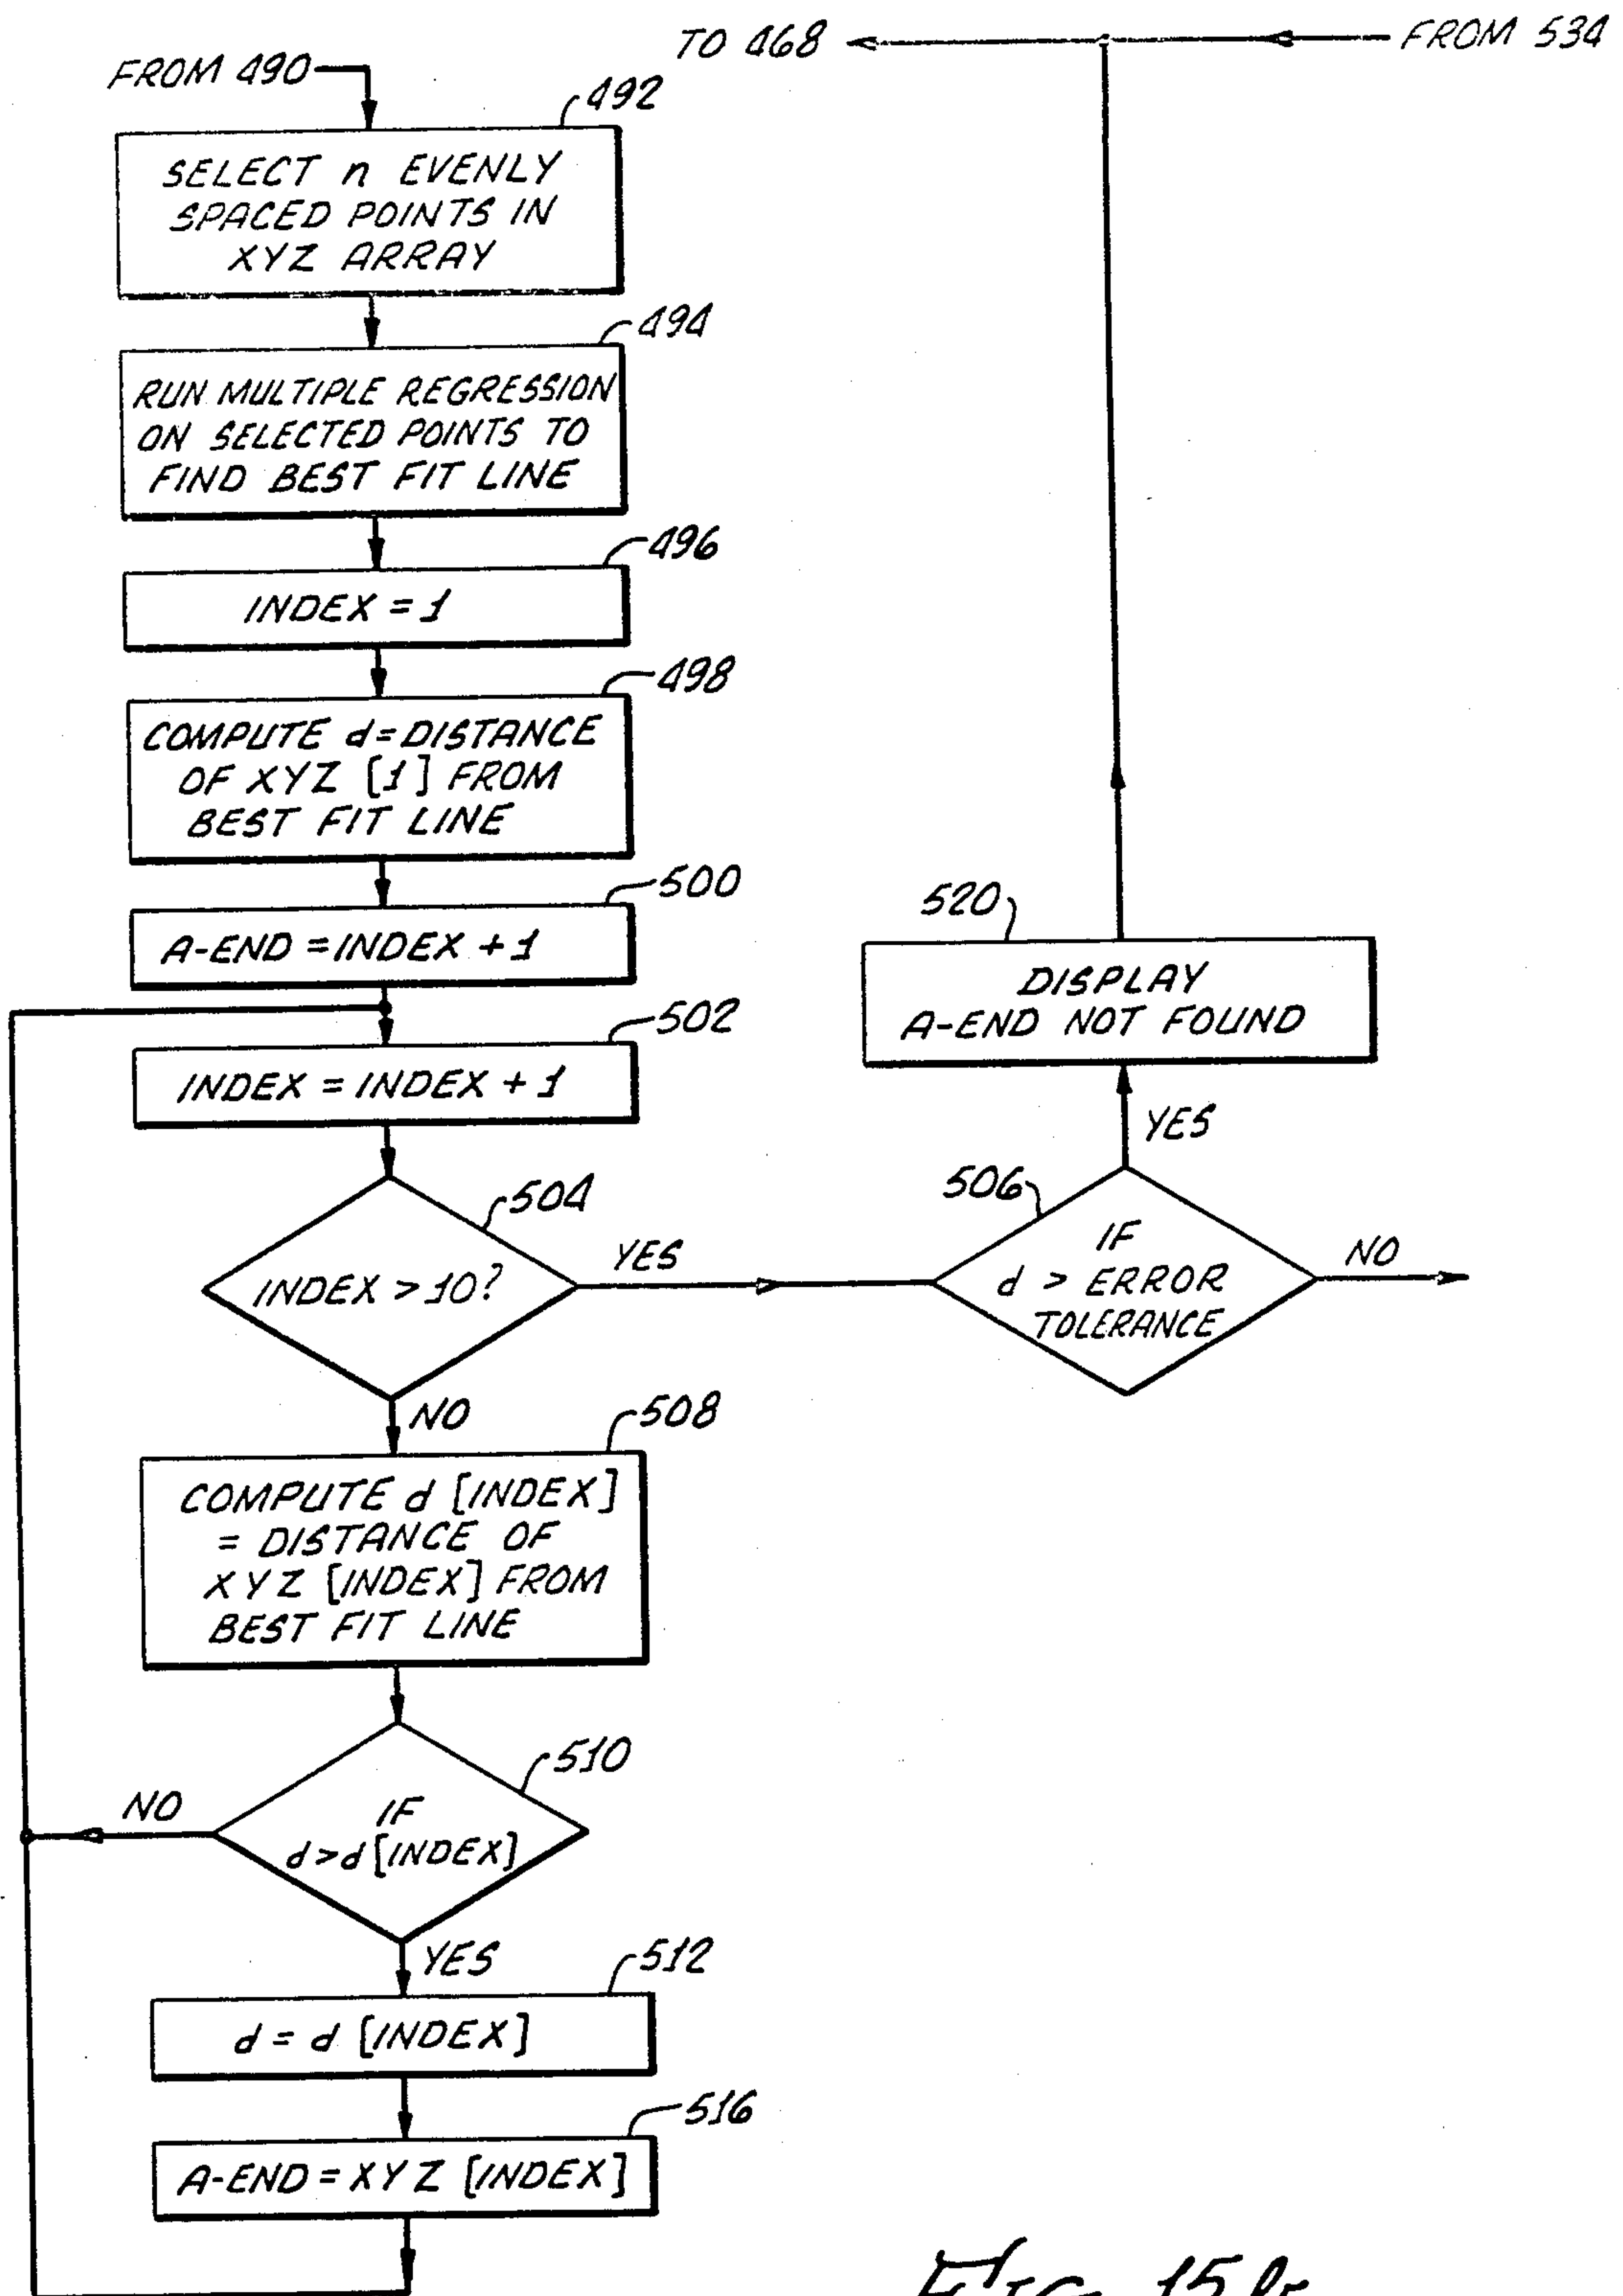 TO 468
FROM 534
FROM 490
492
SELECT n EVENLY
SPACED POINTS IN
XYZ ARRAY
494
RUN MULTIPLE REGRESSION
ON SELECTED POINTS TO
FIND BEST FIT LINE
496
INDEX = 1
498
COMPUTE d = DISTANCE
OF XYZ [1] FROM
BEST FIT LINE
500
A-END = INDEX + 1
502
INDEX = INDEX + 1
504
INDEX > 10?
YES
NO
506
IF
d > ERROR
TOLERANCE
YES
NO
520
DISPLAY
A-END NOT FOUND
508
COMPUTE d [INDEX]
= DISTANCE OF
XYZ [INDEX] FROM
BEST FIT LINE
510
IF
d > d [INDEX]
NO
YES
512
d = d [INDEX]
516
A-END = XYZ [INDEX]